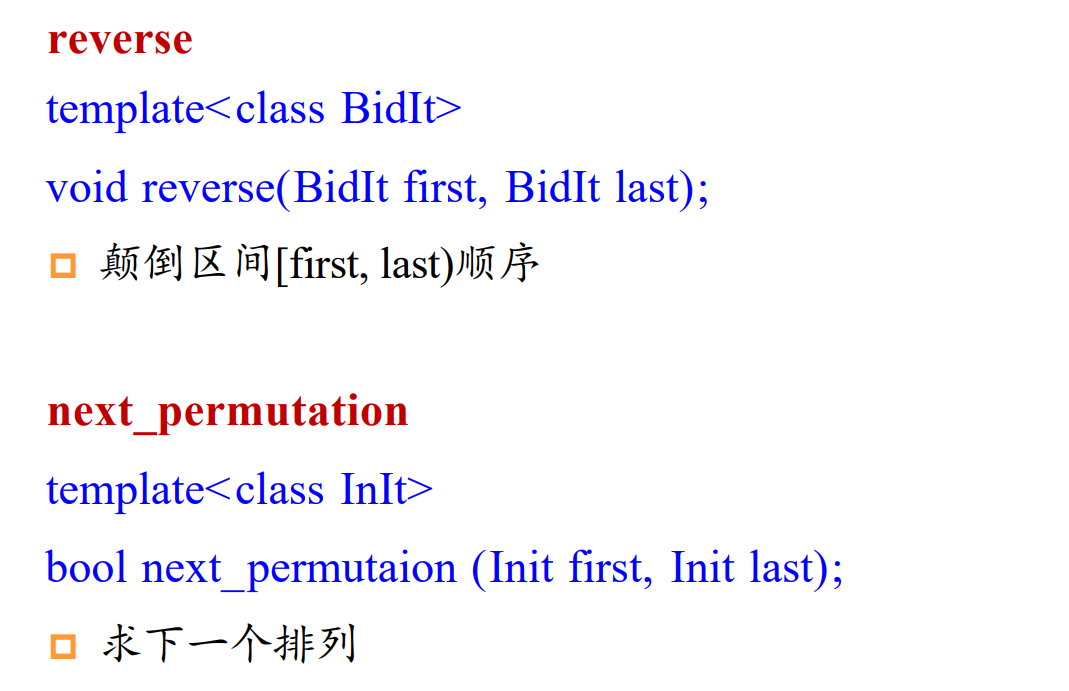 reverse
template<class BidIt>
void reverse(BidIt first, BidIt last);
颠倒区间[first, last)顺序
next_permutation
template<class InIt>
bool next_permutaion (Init first, Init last);
求下一个排列